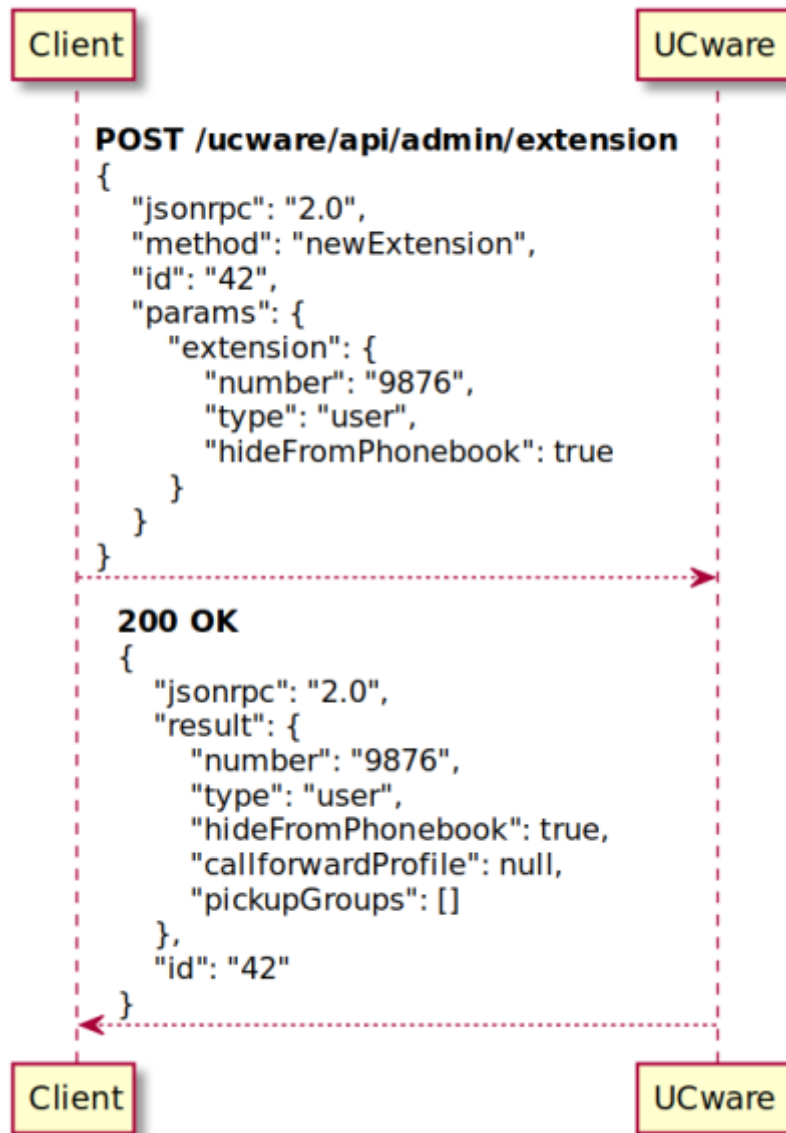 Client UCware
POST /ucware/api/admin/extension
{
"jsonrpc": "2.0",
"method": "newExtension",
"id": "42",
"params": {
"extension": {
"number": "9876",
"type": "user",
"hideFromPhonebook": true
}
}
}
200 OK
{
"jsonrpc": "2.0",
"result": {
"number": "9876",
"type": "user",
"hideFromPhonebook": true,
"callforwardProfile": null,
"pickupGroups": []
},
"id": "42"
}
Client UCware